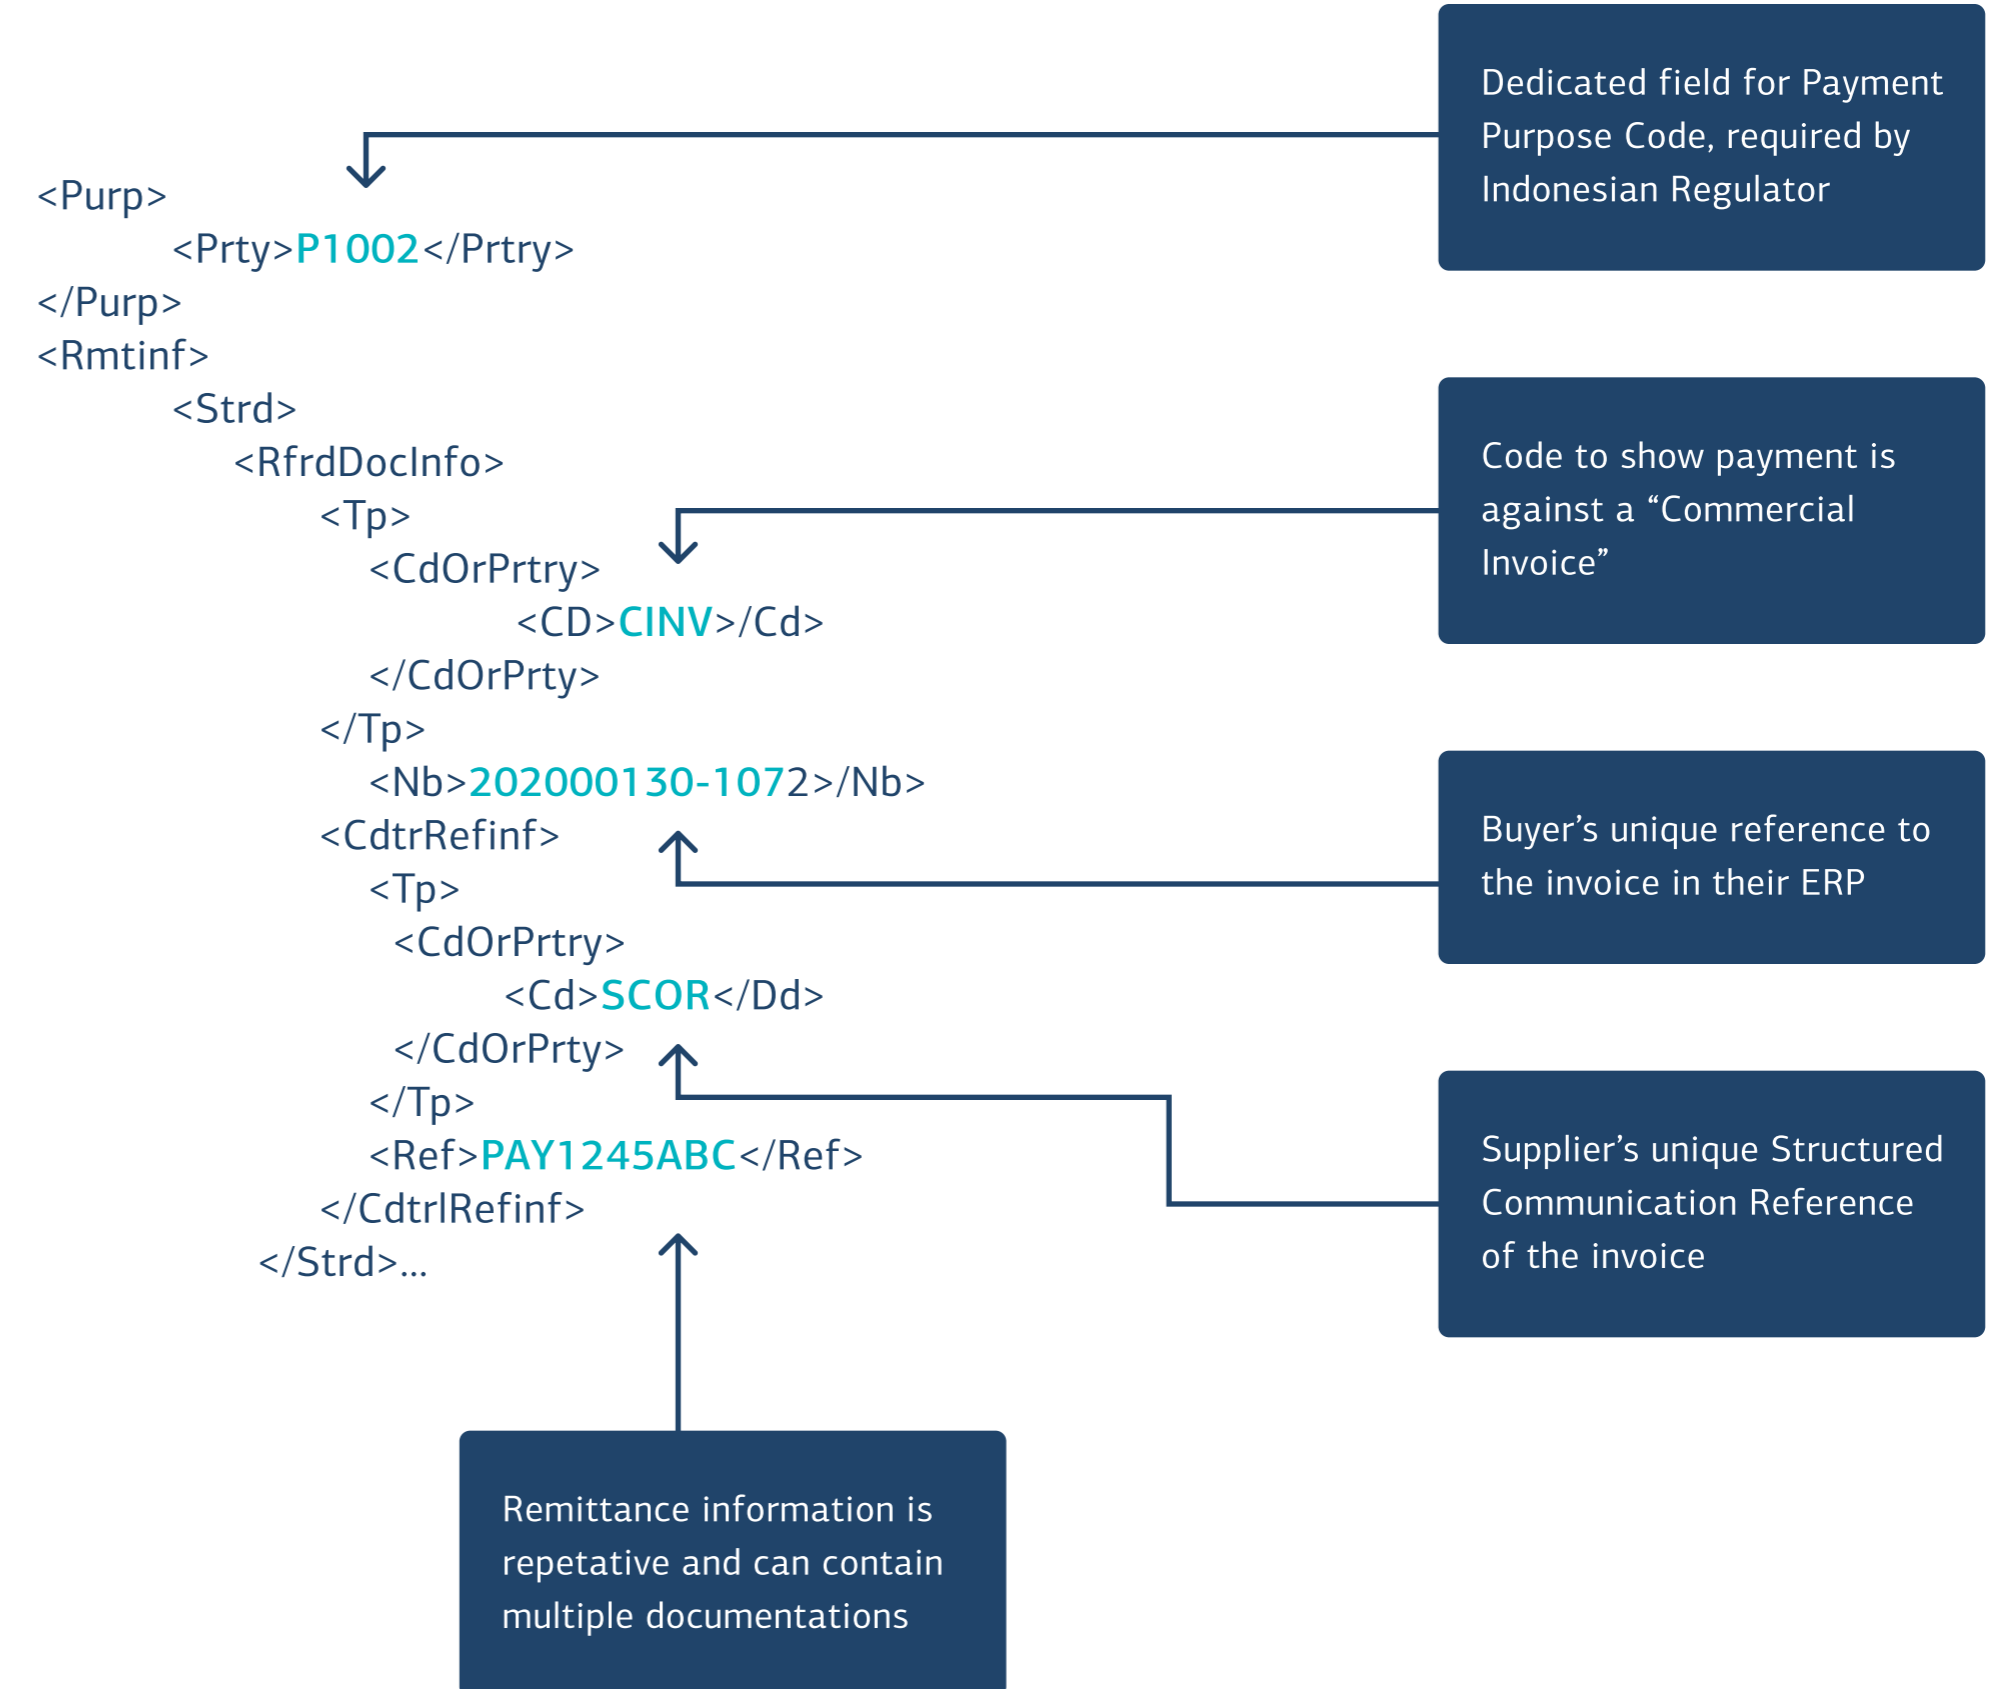 Dedicated field for Payment
Purpose Code, required by
Indonesian Regulator
<Purp>
<Prty>P1002</Prtry>
</Purp>
<Rmtinf>
<Strd>
<RfrdDocInfo>
<Tp>
<CdOrPrtry>
<CD>CINV>/Cd>
</CdOrPrty>
</Tp>
<Nb>202000130-1072>/Nb>
<CdtrRefinf>
<Tp>
<CdOrPrtry>
<Cd>SCOR</Dd>
</CdOrPrty>
</Tp>
<Ref>PAY1245ABC</Ref>
</CdtrlRefinf>
</Strd>...
Code to show payment is
against a “Commercial
Invoice”
Buyer’s unique reference to
the invoice in their ERP
Supplier’s unique Structured
Communication Reference
of the invoice
Remittance information is
repetative and can contain
multiple documentations